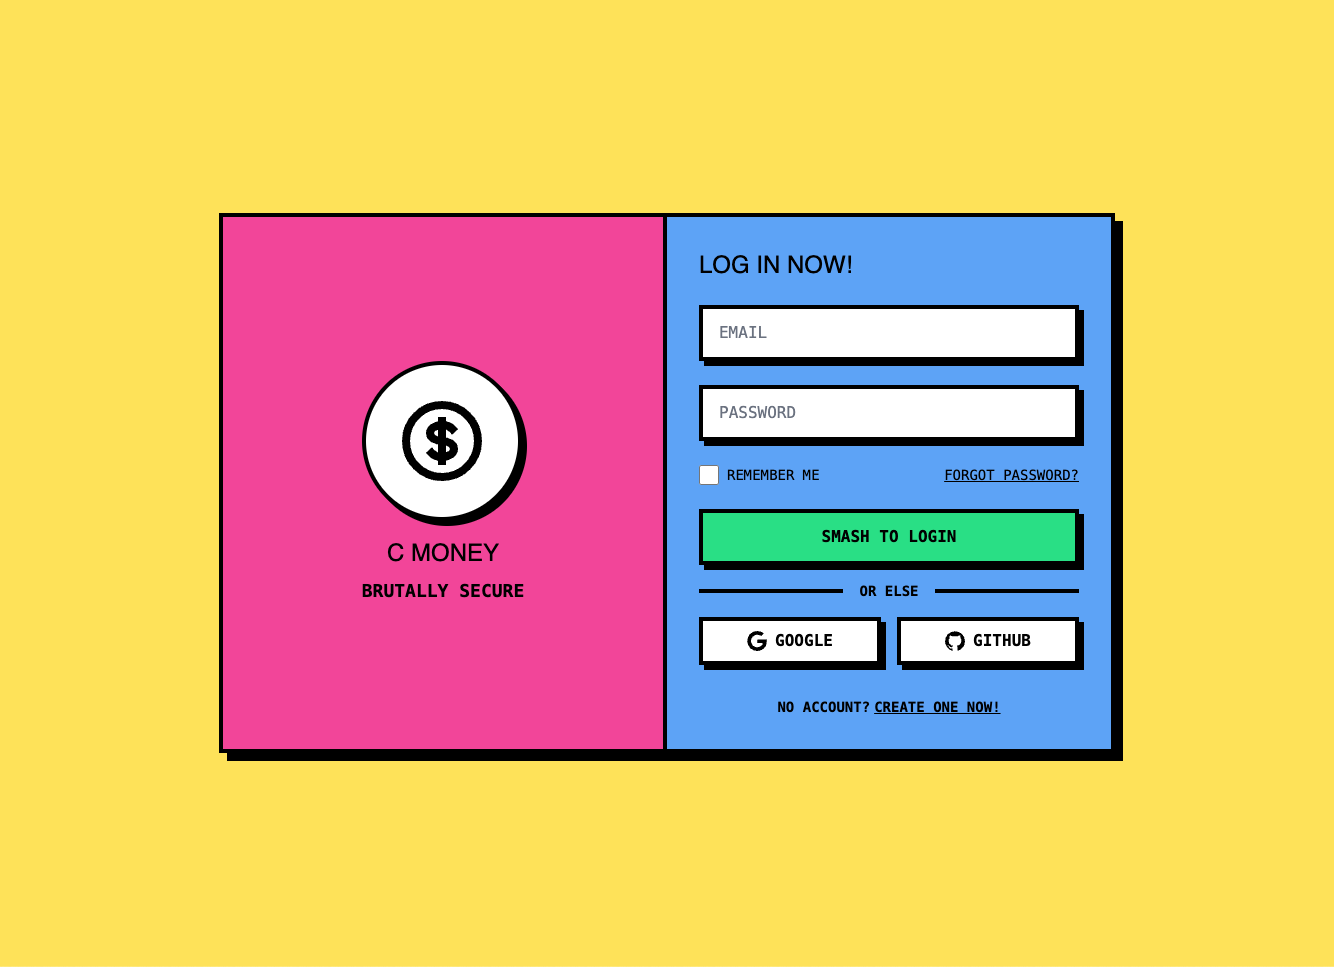 C MONEY
BRUTALLY SECURE
LOG IN NOW!
EMAIL
PASSWORD
REMEMBER ME
FORGOT PASSWORD?
SMASH TO LOGIN
OR ELSE
GOOGLE
GITHUB
NO ACCOUNT? CREATE ONE NOW!